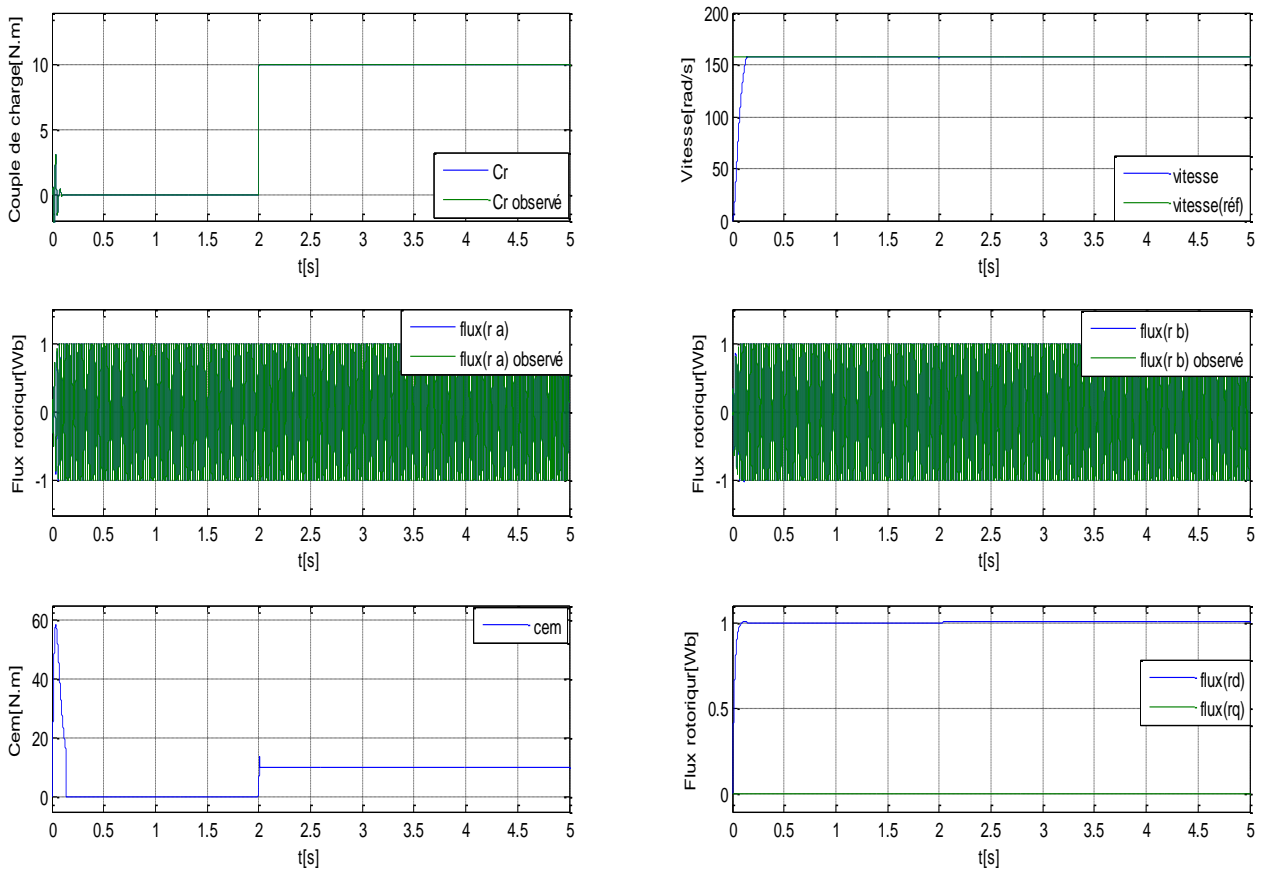 Couple de charge[N.m]
10
5
0
Cr
Cr observé
0 0.5 1 1.5 2 2.5 3 3.5 4 4.5 5
t[s]
Vitesse[rad/s]
200
150
100
50
0
vitesse
vitesse(réf)
0 0.5 1 1.5 2 2.5 3 3.5 4 4.5 5
t[s]
Flux rotoriqur[Wb]
1
0
-1
flux(r a)
flux(r a) observé
0 0.5 1 1.5 2 2.5 3 3.5 4 4.5 5
t[s]
Flux rotoriqur[Wb]
1
0
-1
flux(r b)
flux(r b) observé
0 0.5 1 1.5 2 2.5 3 3.5 4 4.5 5
t[s]
Cem[N.m]
60
40
20
0
cem
0 0.5 1 1.5 2 2.5 3 3.5 4 4.5 5
t[s]
Flux rotoriqur[Wb]
1
0.5
0
flux(rd)
flux(rq)
0 0.5 1 1.5 2 2.5 3 3.5 4 4.5 5
t[s]